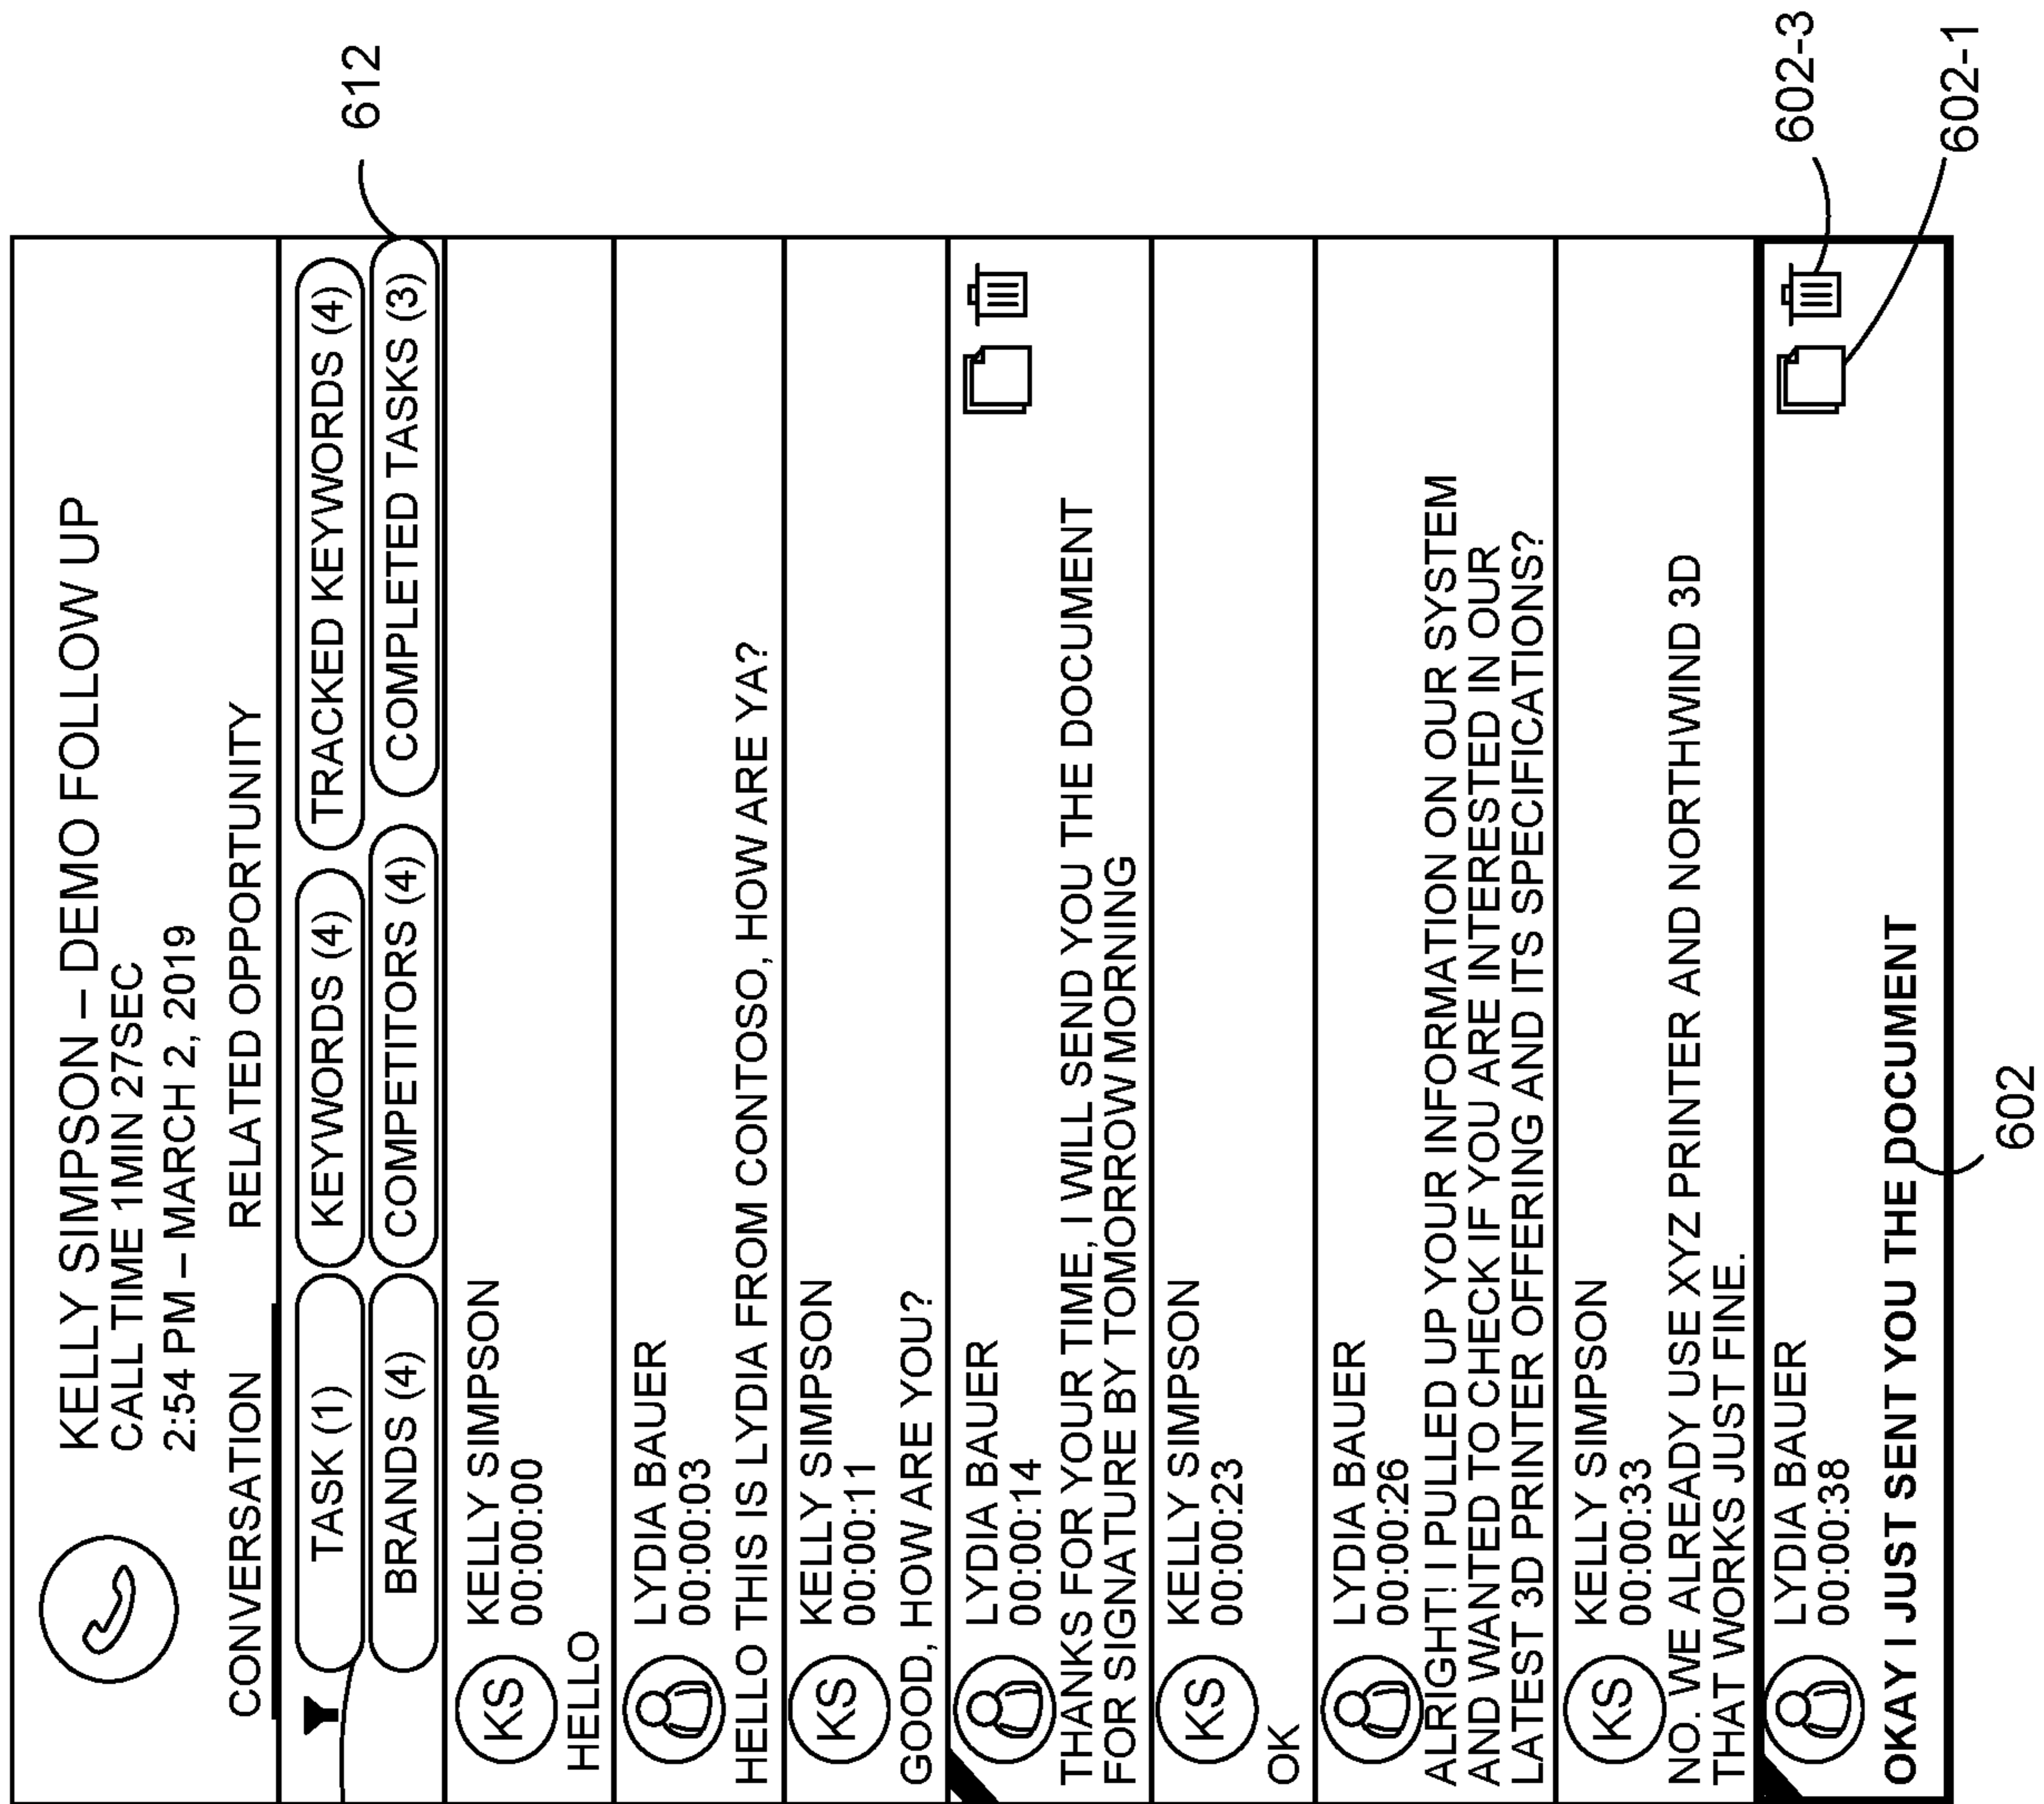 KELLY SIMPSON – DEMO FOLLOW UP
CALL TIME 1MIN 27SEC
2:54 PM – MARCH 2, 2019
CONVERSATION RELATED OPPORTUNITY
TASK (1) KEYWORDS (4) TRACKED KEYWORDS (4)
BRANDS (4) COMPETITORS (4) COMPLETED TASKS (3)
612
KS KELLY SIMPSON
00:00:00
HELLO
LYDIA BAUER
00:00:03
HELLO THIS IS LYDIA FROM CONTOSO, HOW ARE YA?
KS KELLY SIMPSON
00:00:11
GOOD, HOW ARE YOU?
LYDIA BAUER
00:00:14
THANKS FOR YOUR TIME, I WILL SEND YOU THE DOCUMENT
FOR SIGNATURE BY TOMORROW MORNING
KS KELLY SIMPSON
00:00:23
OK
LYDIA BAUER
00:00:26
ALRIGHT! I PULLED UP YOUR INFORMATION ON OUR SYSTEM
AND WANTED TO CHECK IF YOU ARE INTERESTED IN OUR
LATEST 3D PRINTER OFFERING AND ITS SPECIFICATIONS?
KS KELLY SIMPSON
00:00:33
NO. WE ALREADY USE XYZ PRINTER AND NORTHWIND 3D
THAT WORKS JUST FINE.
LYDIA BAUER
00:00:38
602-3
OKAY I JUST SENT YOU THE DOCUMENT
602-1
602